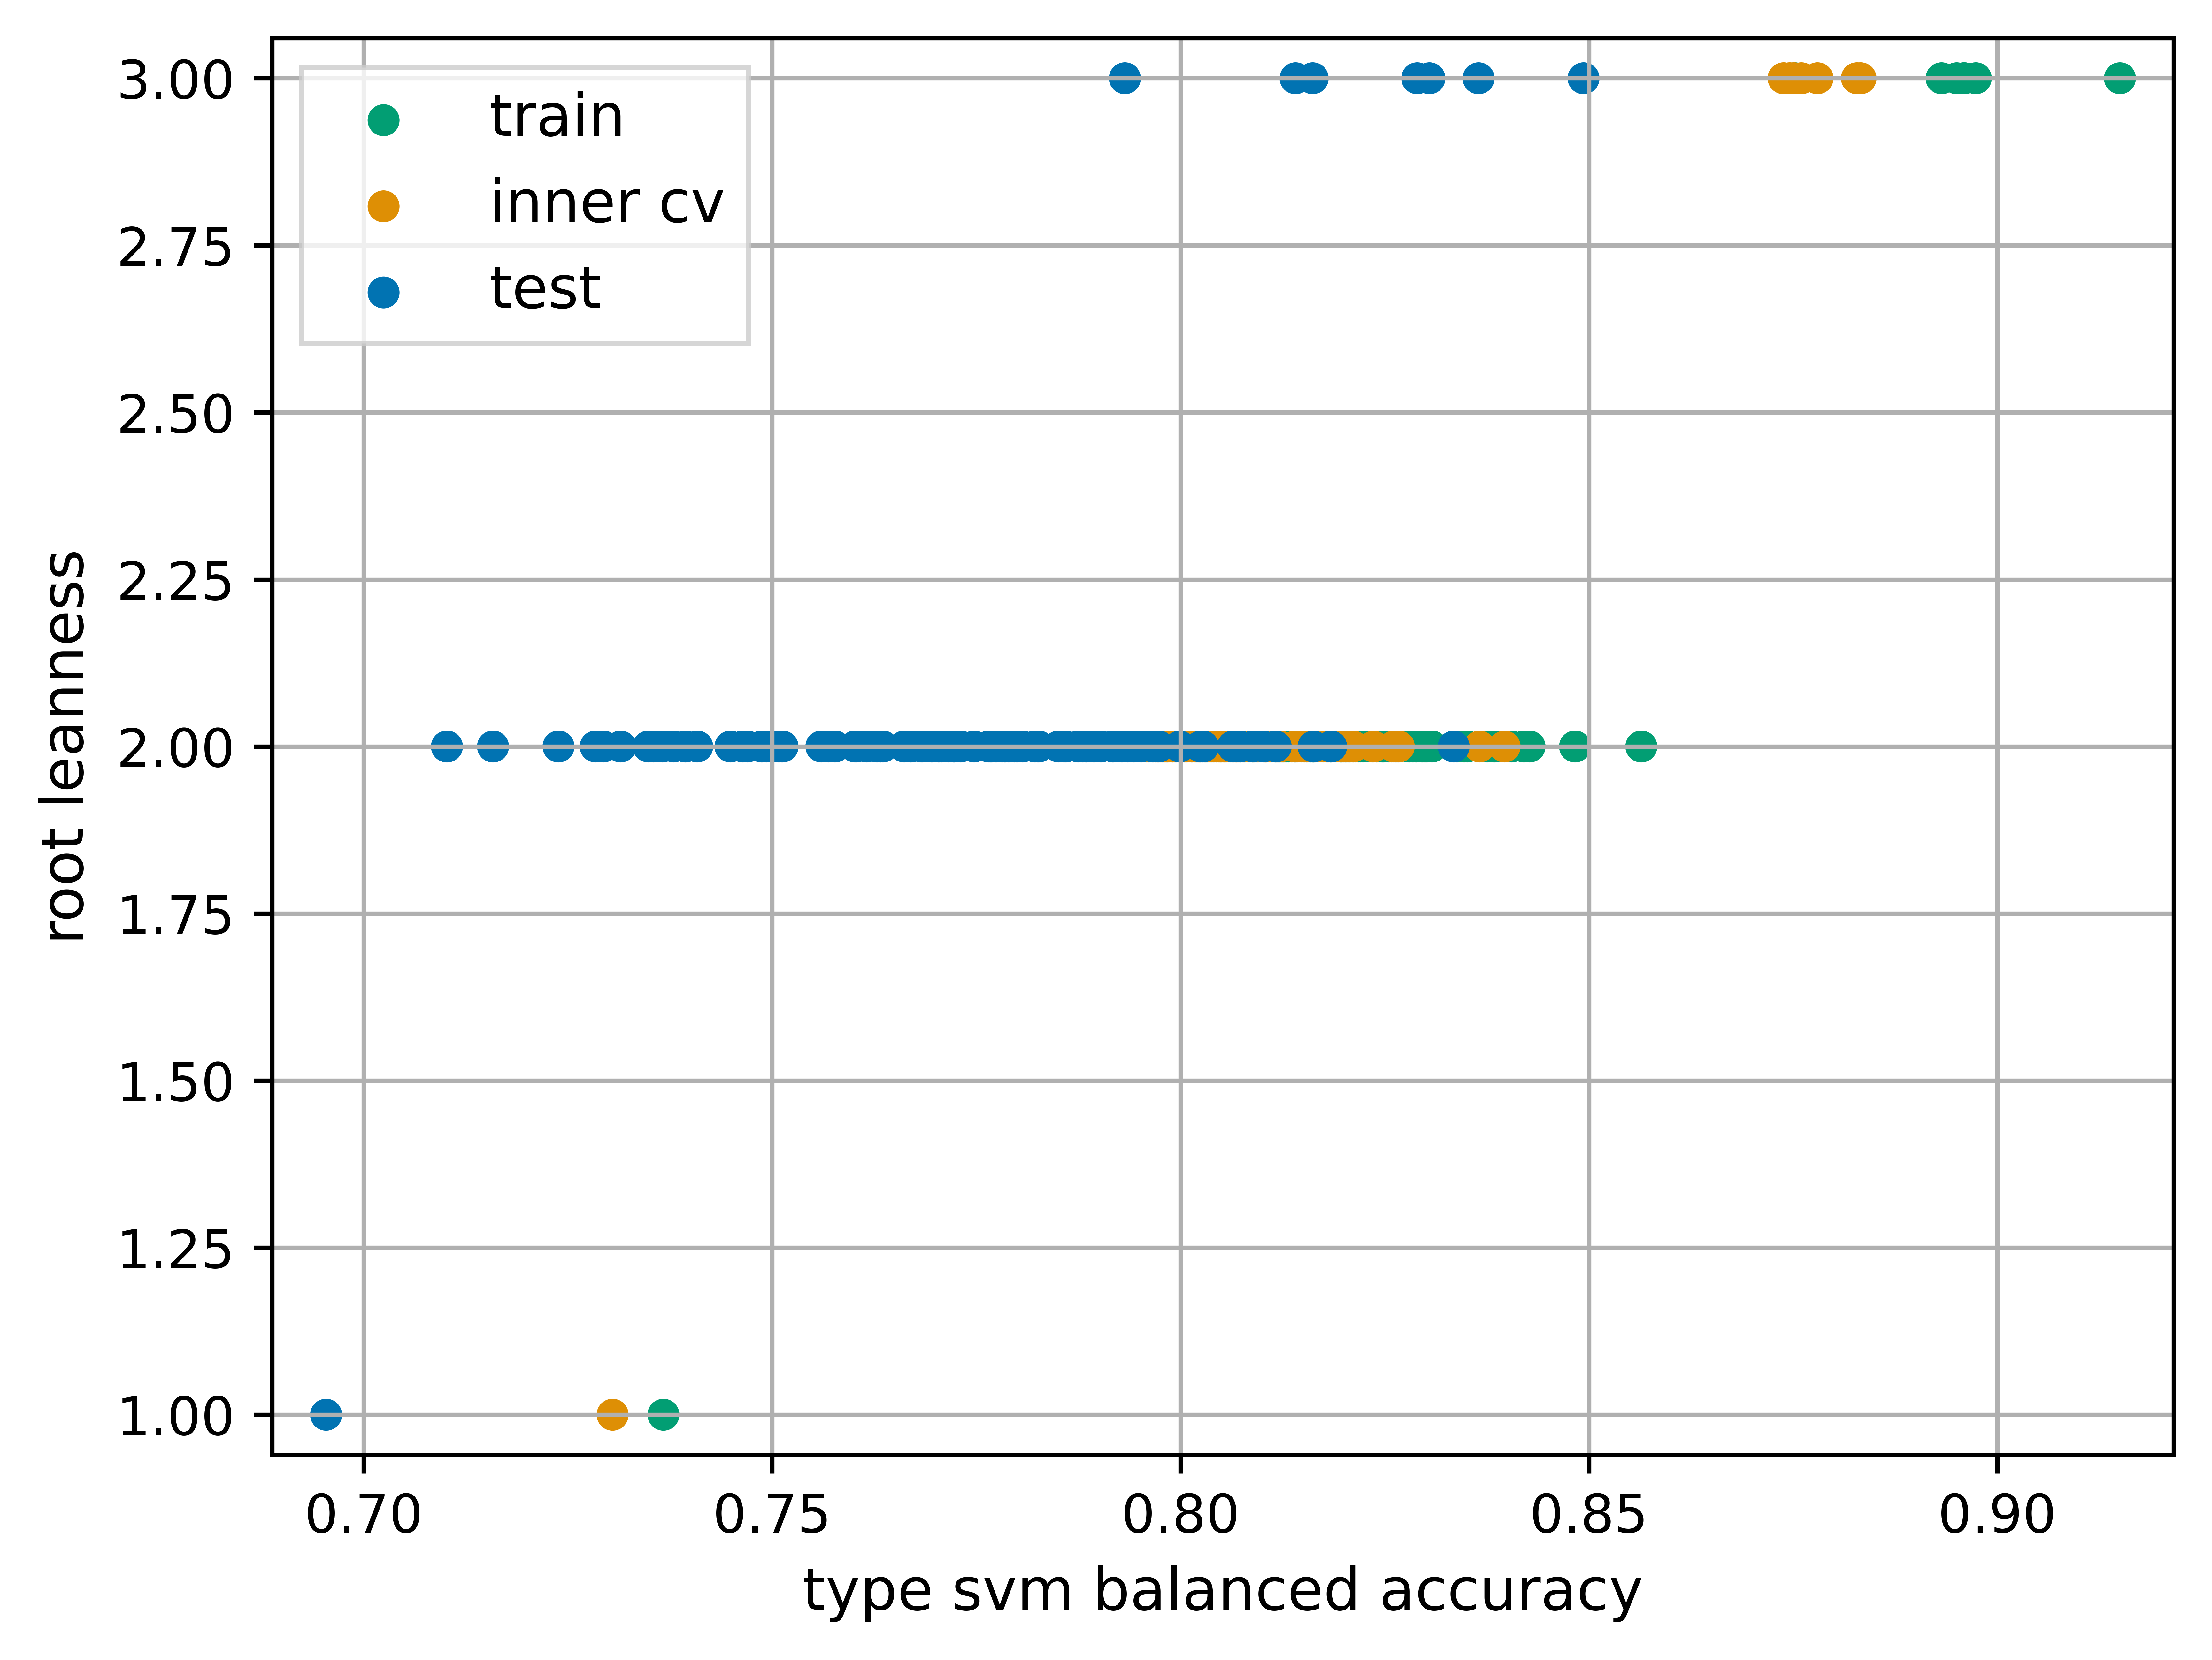 3.00
2.75
2.50
2.25
2.00
1.75
1.50
1.25
1.00
root leanness
train
inner cv
test
0.70 0.75 0.80 0.85 0.90
type svm balanced accuracy